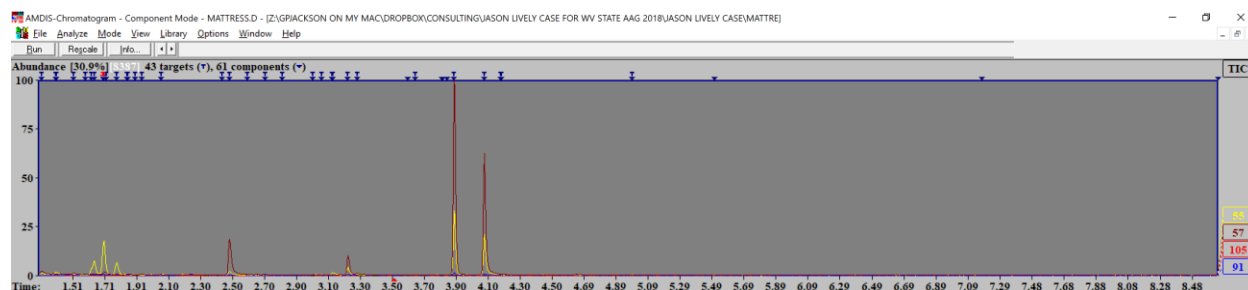 AMDIS-Chromatogram - Component Mode - MATTRESS.D - [Z:\GPJACKSON ON MY MAC\DROPBOX\CONSULTING\JASON LIVELY CASE FOR WV STATE AAG 2018\JASON LIVELY CASE\MATTRE]
File Analyze Mode View Library Options Window Help
Run Rescale Info...
Abundance [30.9%] [8387] 43 targets (▾), 61 components (▾) TIC
100
75
50
25
0
55
57
105
91
Time: 1.51 1.71 1.91 2.10 2.30 2.50 2.70 2.90 3.10 3.30 3.50 3.70 3.90 4.10 4.30 4.50 4.69 4.89 5.09 5.29 5.49 5.69 5.89 6.09 6.29 6.49 6.69 6.89 7.09 7.29 7.48 7.68 7.88 8.08 8.28 8.48